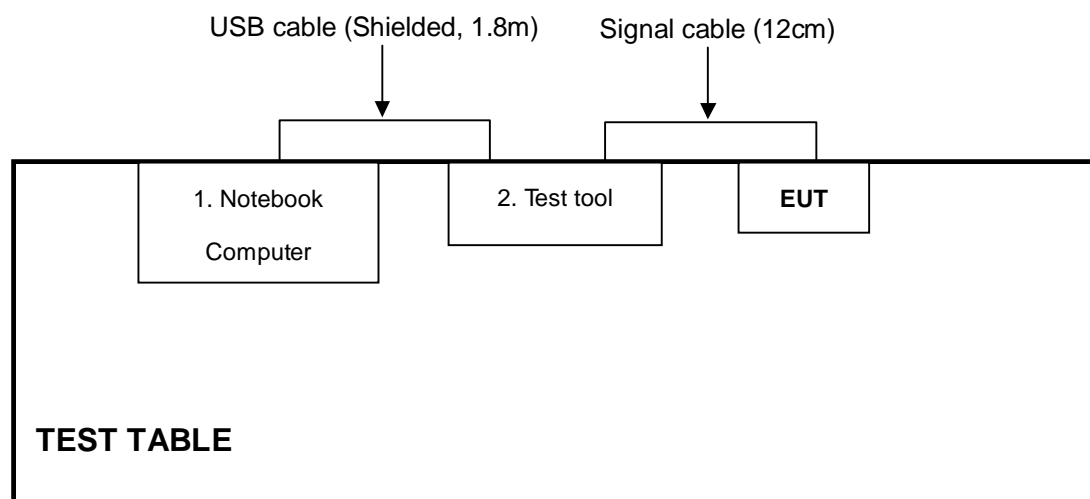 USB cable (Shielded, 1.8m)
Signal cable (12cm)
1. Notebook
Computer
2. Test tool
EUT
TEST TABLE